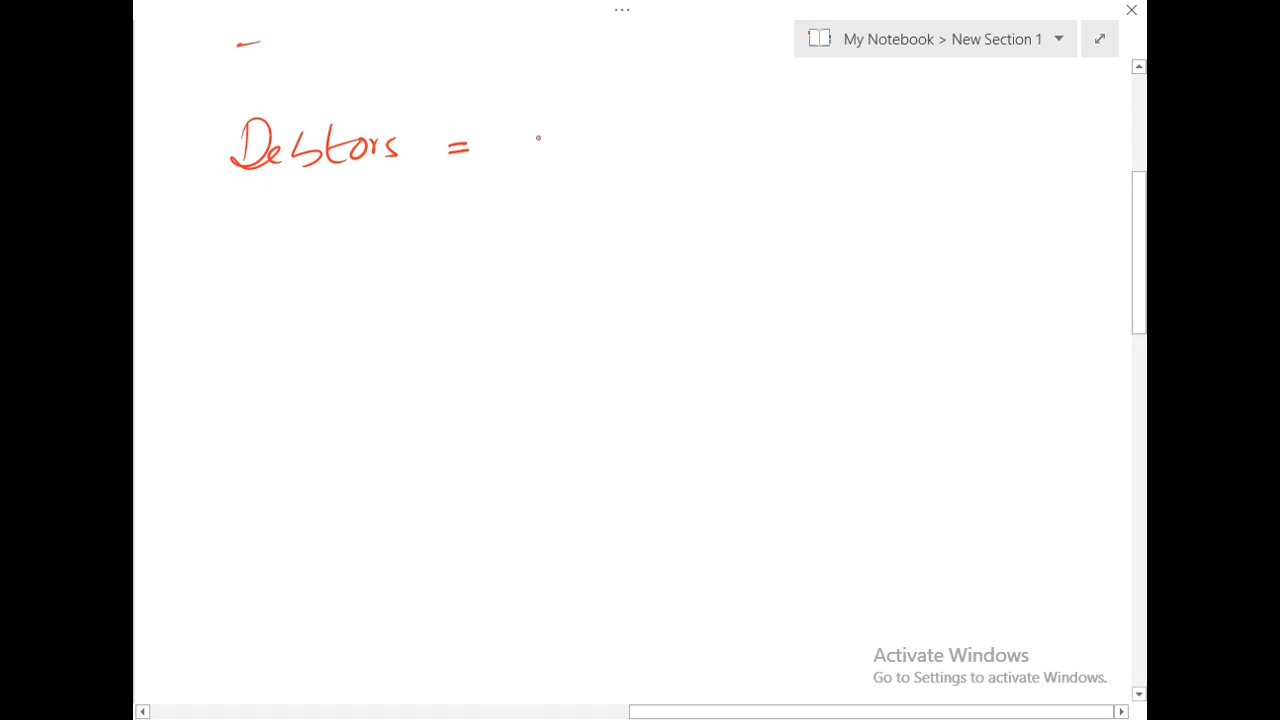 My Notebook > New Section 1
Debtors =
Activate Windows
Go to Settings to activate Windows.